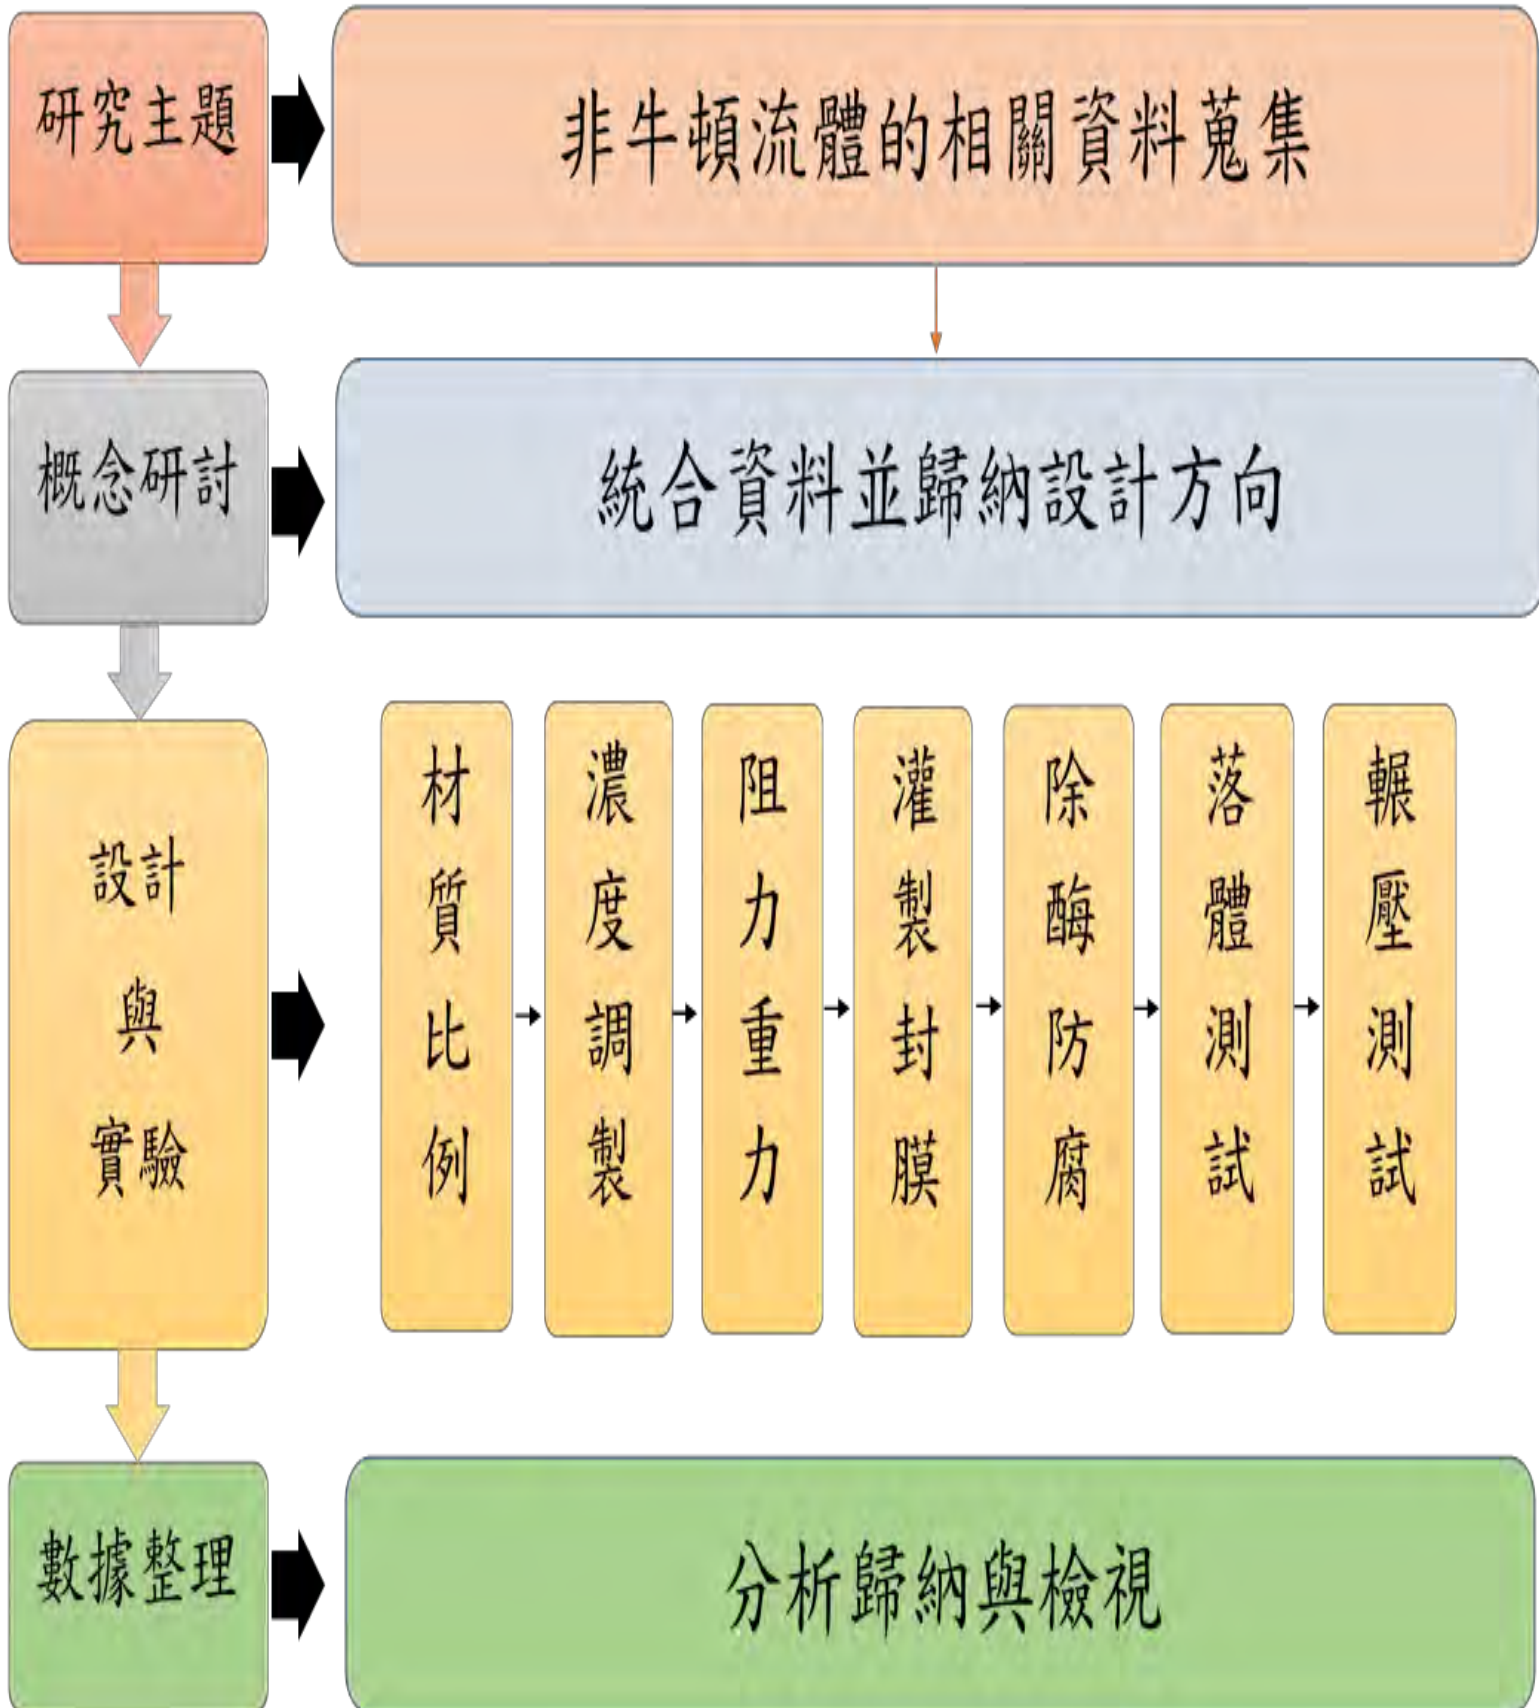 研究主題
非牛頓流體的相關資料蒐集
概念研討
統合資料並歸納設計方向
設計
與
實驗
材質比例
濃度調製
阻力重力
灌製封膜
除酶防腐
落體測試
輾壓測試
數據整理
分析歸納與檢視